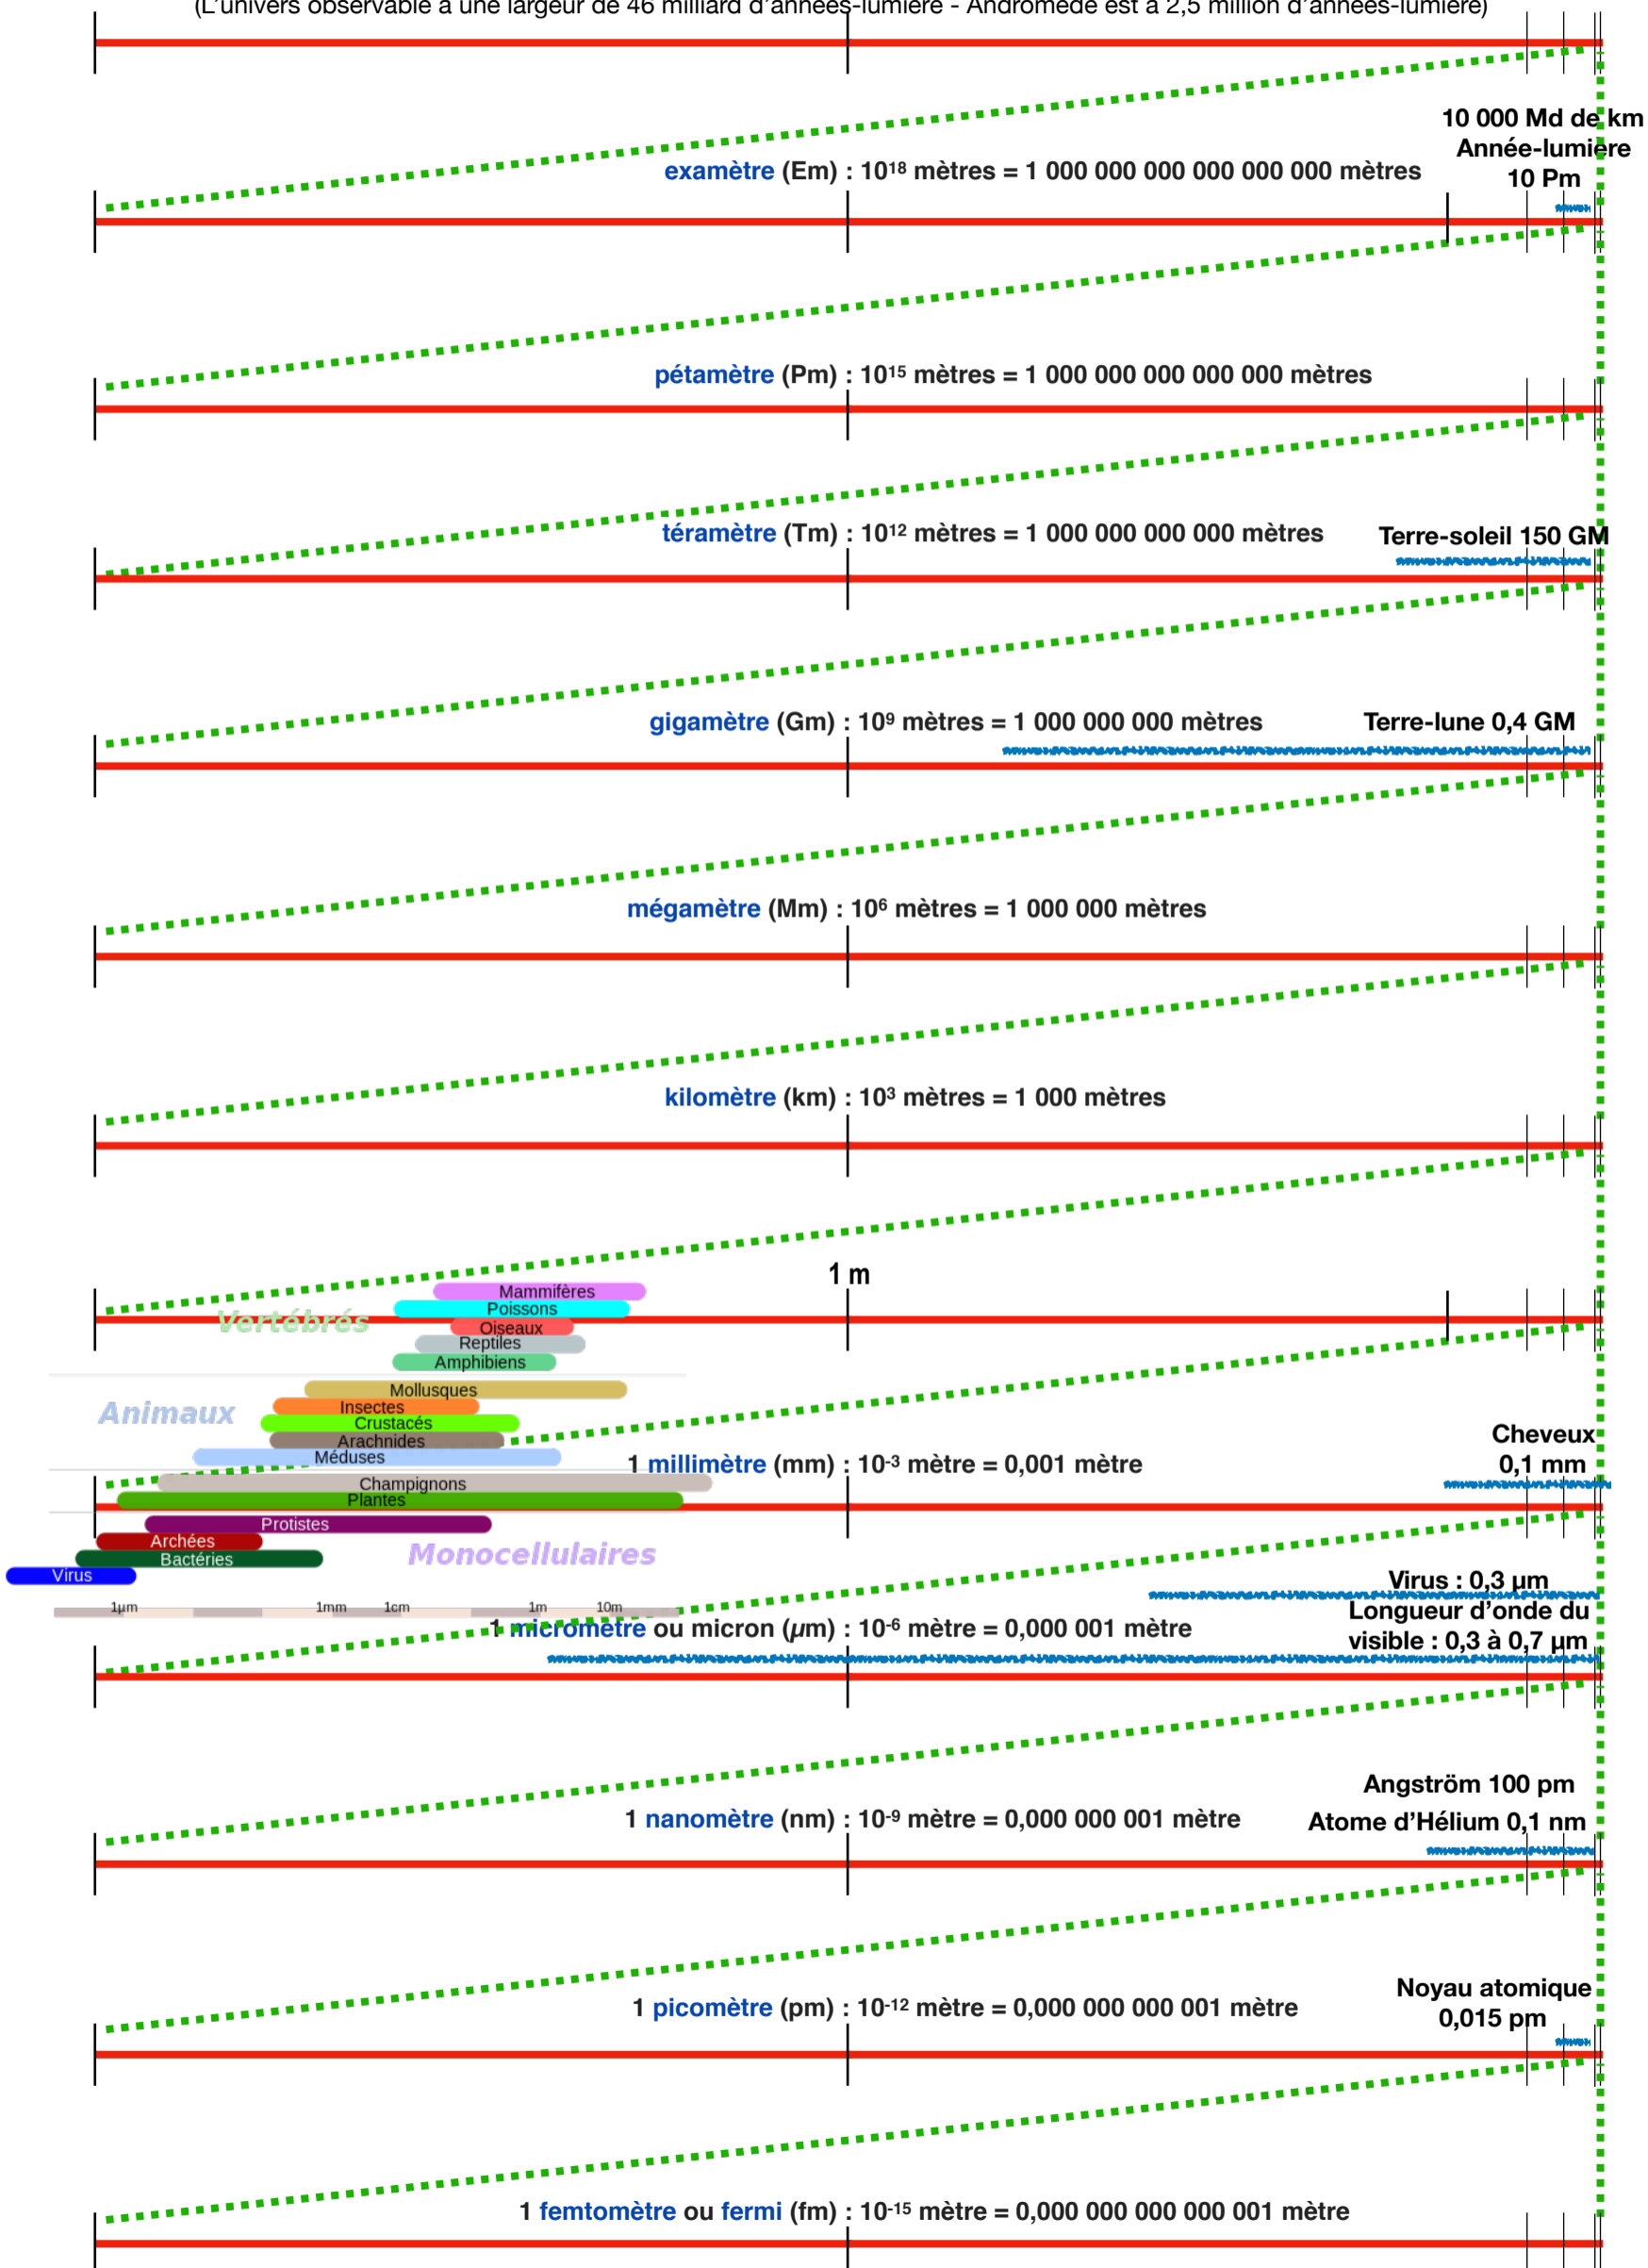 (L'univers observable a une largeur de 46 milliard d'années-lumière - Andromède est à 2,5 million d'années-lumière)
10 000 Md de km
Année-lumière
examètre (Em) : 10¹⁸ mètres = 1 000 000 000 000 000 000 mètres
10 Pm
pétamètre (Pm) : 10¹⁵ mètres = 1 000 000 000 000 000 mètres
téramètre (Tm) : 10¹² mètres = 1 000 000 000 000 mètres
Terre-soleil 150 GM
gigamètre (Gm) : 10⁹ mètres = 1 000 000 000 mètres
Terre-lune 0,4 GM
mégamètre (Mm) : 10⁶ mètres = 1 000 000 mètres
kilomètre (km) : 10³ mètres = 1 000 mètres
1 m
Mammifères
Poissons
Vertébrés
Oiseaux
Reptiles
Amphibiens
Mollusques
Insectes
Animaux
Crustacés
Arachnides
Méduses
Cheveux
0,1 mm
1 millimètre (mm) : 10⁻³ mètre = 0,001 mètre
Champignons
Plantes
Protistes
Archées
Monocellulaires
Bactéries
Virus
1µm 1mm 1cm 1m 10m
Virus : 0,3 µm
1 micromètre ou micron (µm) : 10⁻⁶ mètre = 0,000 001 mètre
Longueur d'onde du
visible : 0,3 à 0,7 µm
Angström 100 pm
1 nanomètre (nm) : 10⁻⁹ mètre = 0,000 000 001 mètre
Atome d'Hélium 0,1 nm
Noyau atomique
0,015 pm
1 picomètre (pm) : 10⁻¹² mètre = 0,000 000 000 001 mètre
1 femtomètre ou fermi (fm) : 10⁻¹⁵ mètre = 0,000 000 000 000 001 mètre